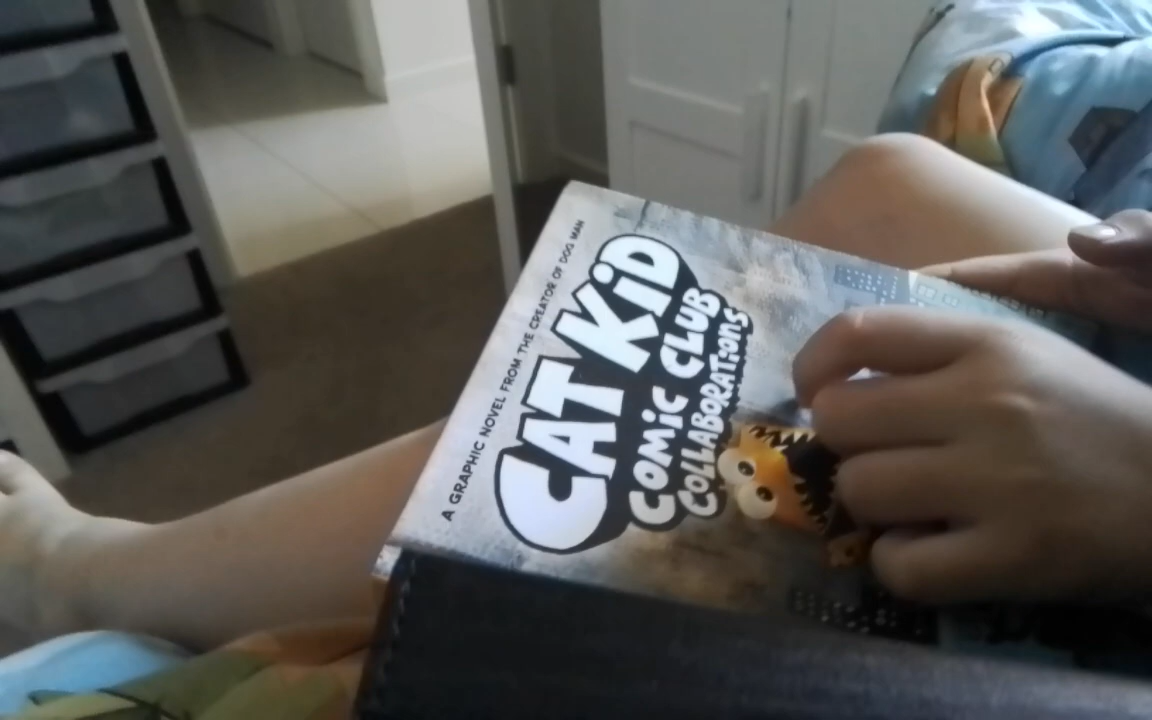 A GRAPHIC NOVEL FROM THE CREATOR OF DOG MAN
CAT KiD
COMiC CLUB
COLLABORATiONS